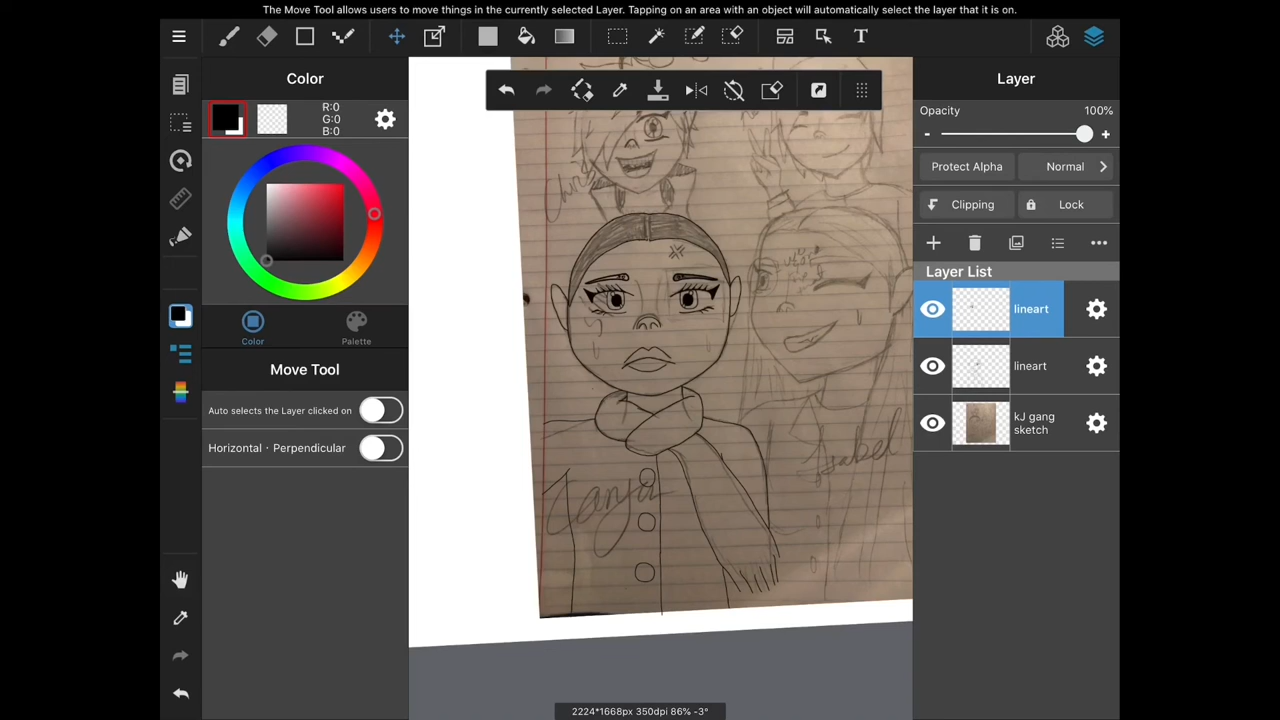 The Move Tool allows users to move things in the currently selected Layer. Tapping on an area with an object will automatically select the layer that it is on.
T
Color
Layer
R:0
G:0
B:0
Opacity 100%
- +
Protect Alpha Normal
Clipping Lock
Layer List
lineart
lineart
kJ gang
sketch
Color Palette
Move Tool
Auto selects the Layer clicked on
Horizontal · Perpendicular
Chris
Isabel
Tanya
2224*1668px 350dpi 86% -3°